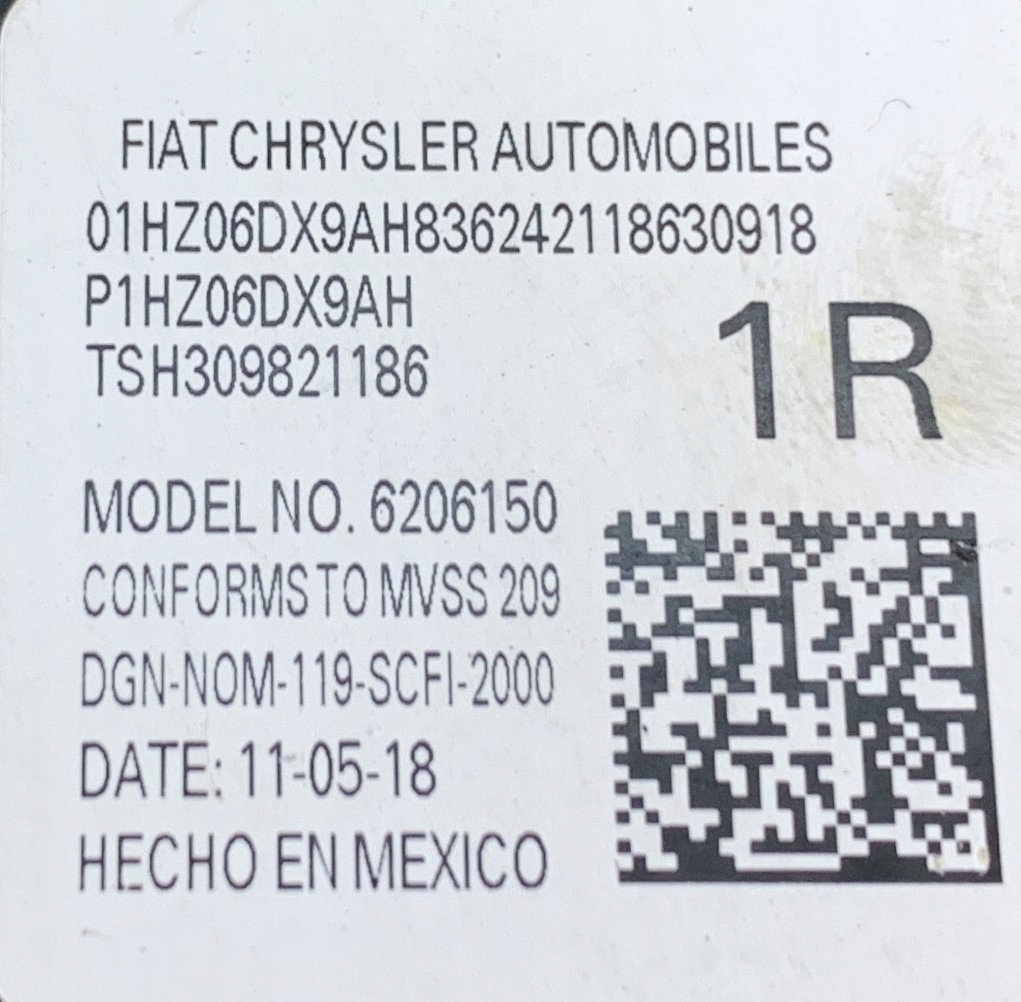 FIAT CHRYSLER AUTOMOBILES
01HZ06DX9AH836242118630918
P1HZ06DX9AH
1R
TSH309821186
MODEL NO. 6206150
CONFORMS TO MVSS 209
DGN-NOM-119-SCFI-2000
DATE: 11-05-18
HECHO EN MEXICO